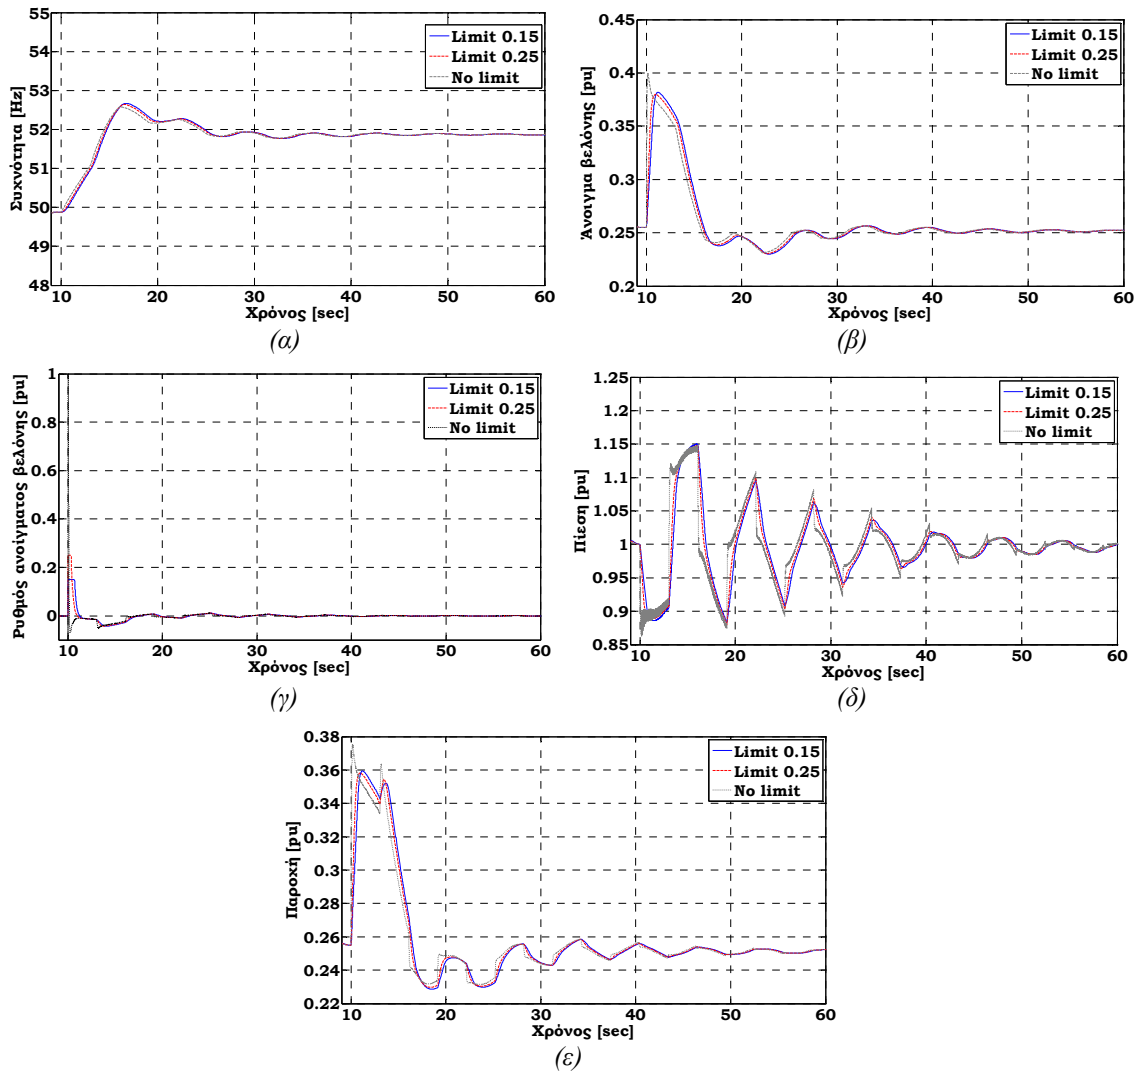 55
54
53
52
51
50
49
48
10 20 30 40 50 60
Συχνότητα [Hz]
Χρόνος [sec]
Limit 0.15
Limit 0.25
No limit
(α)
0.45
0.4
0.35
0.3
0.25
0.2
10 20 30 40 50 60
Άνοιγμα βελόνης [pu]
Χρόνος [sec]
Limit 0.15
Limit 0.25
No limit
(β)
1
0.8
0.6
0.4
0.2
0
10 20 30 40 50 60
Ρυθμός ανοίγματος βελόνης [pu]
Χρόνος [sec]
Limit 0.15
Limit 0.25
No limit
(γ)
1.25
1.2
1.15
1.1
1.05
1
0.95
0.9
0.85
10 20 30 40 50 60
Πίεση [pu]
Χρόνος [sec]
Limit 0.15
Limit 0.25
No limit
(δ)
0.38
0.36
0.34
0.32
0.3
0.28
0.26
0.24
0.22
10 20 30 40 50 60
Παροχή [pu]
Χρόνος [sec]
Limit 0.15
Limit 0.25
No limit
(ε)